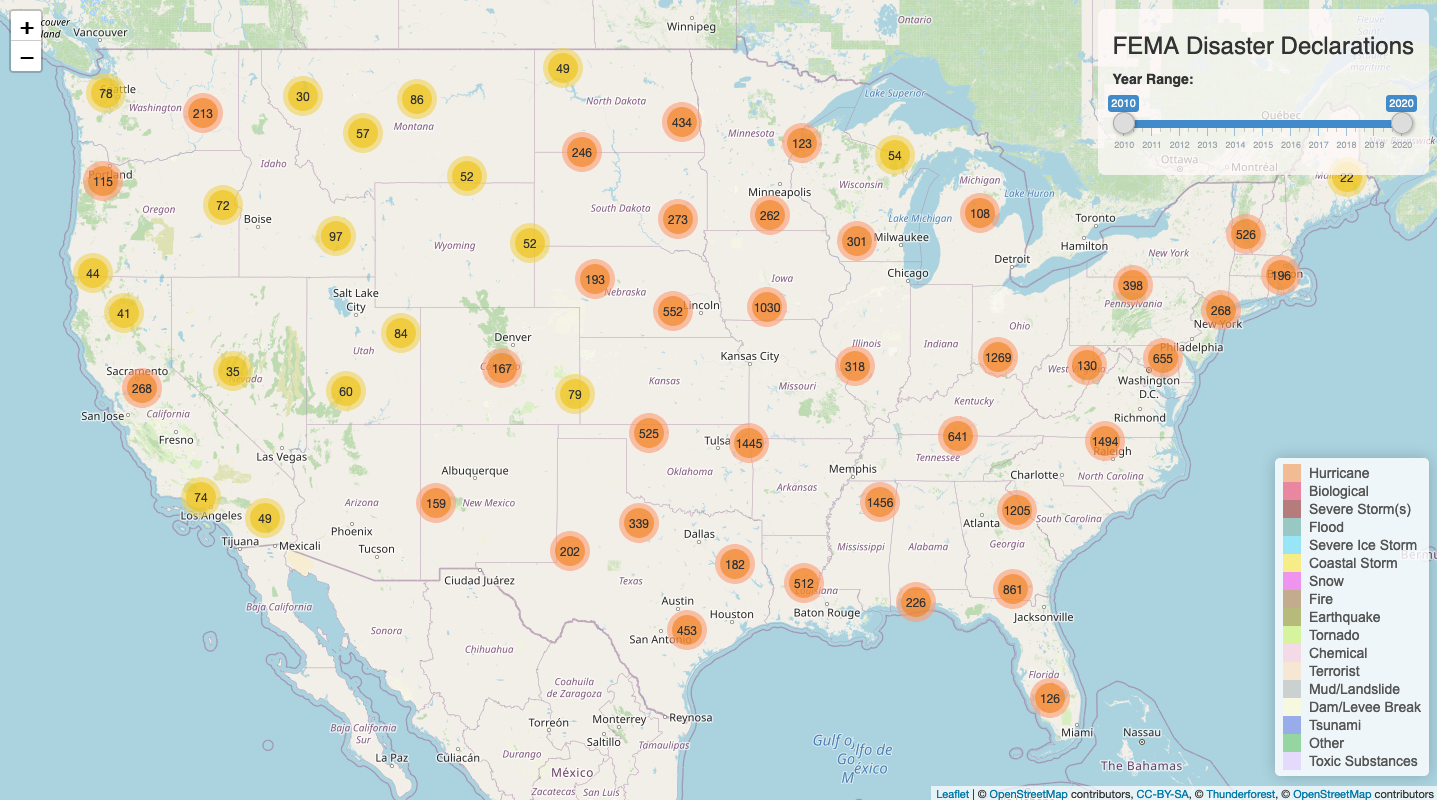 +
−
FEMA Disaster Declarations
Year Range:
2010
2020
2010 2011 2012 2013 2014 2015 2016 2017 2018 2019 2020
Hurricane
Biological
Severe Storm(s)
Flood
Severe Ice Storm
Coastal Storm
Snow
Fire
Earthquake
Tornado
Chemical
Terrorist
Mud/Landslide
Dam/Levee Break
Tsunami
Other
Toxic Substances
Vancouver
Winnipeg
Ontario
Québec
Ottawa
Montréal
Lake Superior
Washington
North Dakota
Minnesota
Montana
Idaho
Oregon
Boise
Wyoming
South Dakota
Minneapolis
Wisconsin
Michigan
Lake Huron
Lake Michigan
Milwaukee
Toronto
Hamilton
Detroit
Chicago
New York
Pennsylvania
New York
Philadelphia
Washington
D.C.
Richmond
Salt Lake
City
Utah
Denver
Nebraska
Lincoln
Iowa
Kansas City
Kansas
Missouri
Illinois
Indiana
Ohio
Kentucky
Sacramento
San Jose
California
Fresno
Las Vegas
Los Angeles
Tijuana
Mexicali
Arizona
Phoenix
Tucson
Albuquerque
New Mexico
Ciudad Juárez
Tulsa
Oklahoma
Arkansas
Memphis
Tennessee
Charlotte
Raleigh
North Carolina
South Carolina
Atlanta
Georgia
Alabama
Mississippi
Dallas
Texas
Austin
Houston
San Antonio
Baton Rouge
Jacksonville
Florida
Miami
Nassau
The Bahamas
Baja California
Sonora
Chihuahua
Coahuila
de Zaragoza
Baja California
Sur
La Paz
Culiacán
Durango
Torreón
Monterrey
Saltillo
Reynosa
Tamaulipas
México
Zacatecas
San Luis
78
213
30
86
49
57
434
246
123
54
22
115
72
52
52
97
273
262
301
108
526
196
44
41
193
552
1030
398
268
84
35
60
268
167
79
318
1269
130
655
525
1445
641
1494
74
49
159
339
202
182
1456
1205
512
226
861
453
126
Leaflet | © OpenStreetMap contributors, CC-BY-SA, © Thunderforest, © OpenStreetMap contributors